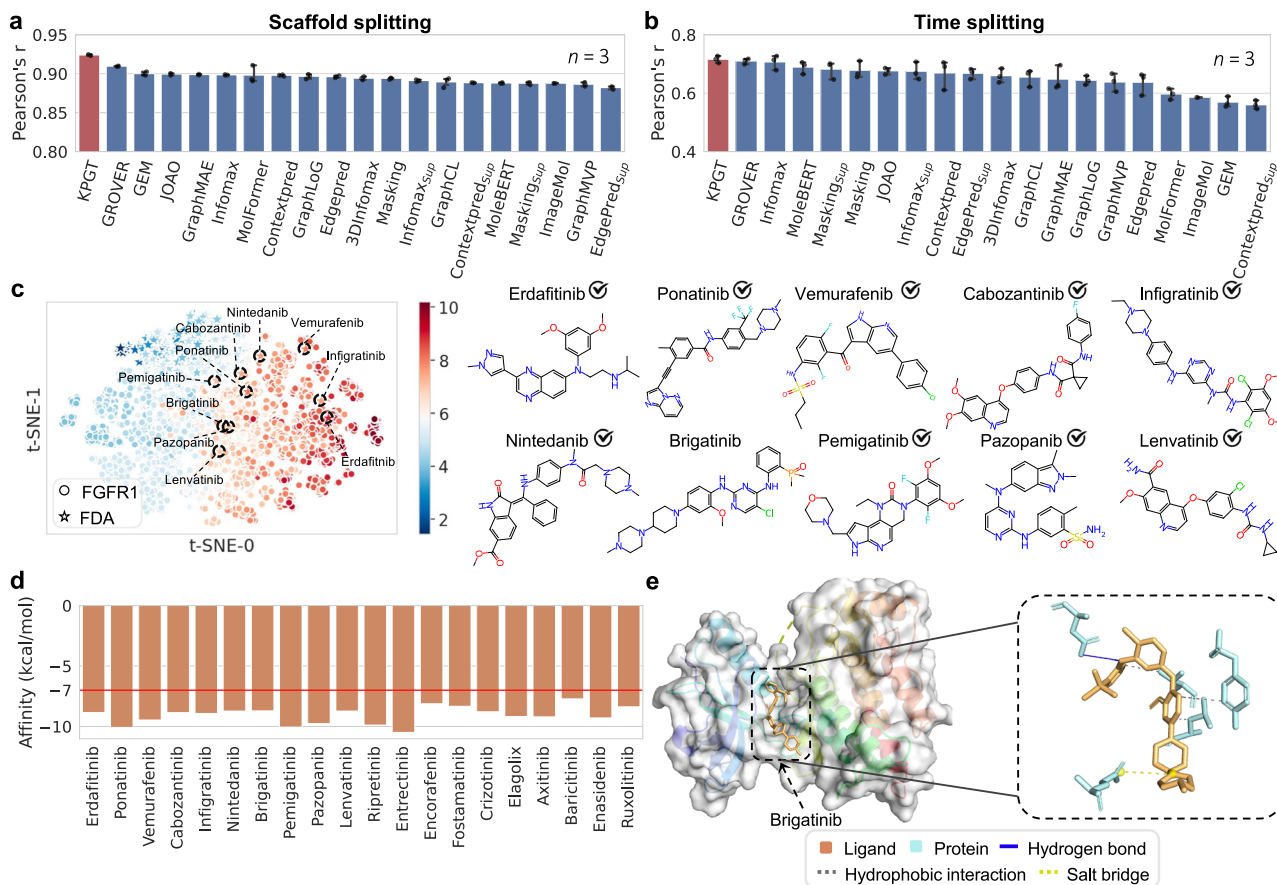 a
Scaffold splitting
Pearson's r
0.95
0.90
0.85
0.80
n = 3
KPGT
GROVER
GEM
JOAO
GraphMAE
Infomax
MolFormer
Contextpred
GraphLoG
Edgepred
3DInfomax
Masking
InfomaxSup
GraphCL
ContextpredSup
MoleBERT
MaskingSup
ImageMol
GraphMVP
EdgePredSup
b
Time splitting
Pearson's r
0.8
0.6
0.4
n = 3
KPGT
GROVER
Infomax
MoleBERT
MaskingSup
Masking
JOAO
InfomaxSup
Contextpred
EdgePredSup
3DInfomax
GraphCL
GraphMAE
GraphLoG
GraphMVP
Edgepred
MolFormer
ImageMol
GEM
ContextpredSup
c
t-SNE-1
Nintedanib
Cabozantinib
Vemurafenib
Ponatinib
Infigratinib
Pemigatinib
Brigatinib
Pazopanib
Erdafitnib
Lenvatinib
FGFR1
FDA
t-SNE-0
10
8
6
4
2
Erdafitinib
Ponatinib
Vemurafenib
Cabozantinib
Infigratinib
Nintedanib
Brigatinib
Pemigatinib
Pazopanib
Lenvatinib
d
Affinity (kcal/mol)
0
−5
−7
−10
Erdafitinib
Ponatinib
Vemurafenib
Cabozantinib
Infigratinib
Nintedanib
Brigatinib
Pemigatinib
Pazopanib
Lenvatinib
Ripretinib
Entrectinib
Encorafenib
Fostamatinib
Crizotinib
Elagolix
Axitinib
Baricitinib
Enasidenib
Ruxolitinib
e
Brigatinib
Ligand
Protein
Hydrogen bond
Hydrophobic interaction
Salt bridge